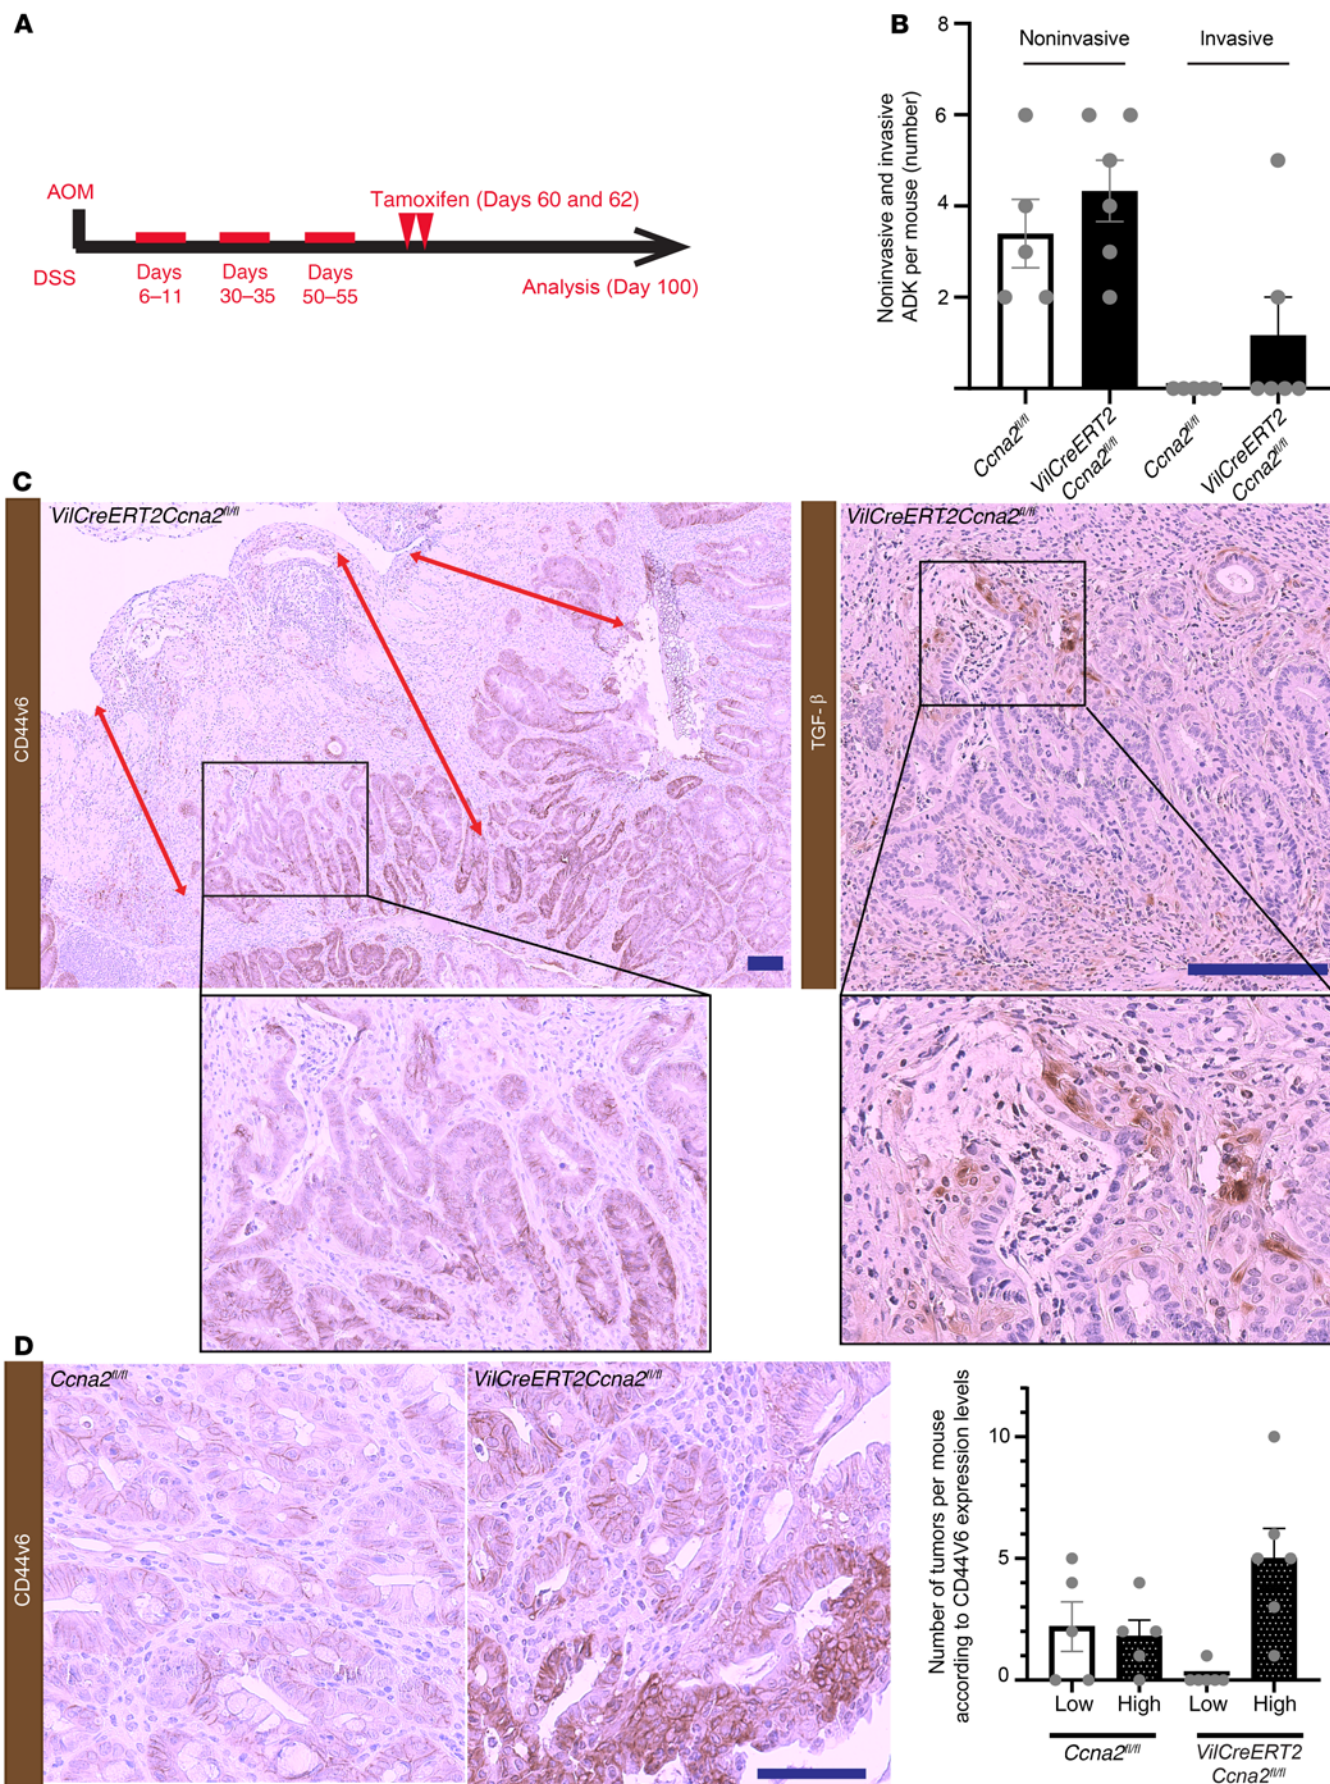 A
AOM
DSS
Days
6–11
Days
30–35
Days
50–55
Tamoxifen (Days 60 and 62)
Analysis (Day 100)
B
Noninvasive and invasive
ADK per mouse (number)
8
6
4
2
Noninvasive
Invasive
Ccna2fl/fl
VilCreERT2
Ccna2fl/fl
Ccna2fl/fl
VilCreERT2
Ccna2fl/fl
C
CD44v6
VilCreERT2Ccna2fl/fl
TGF- β
VilCreERT2Ccna2fl/fl
D
CD44v6
Ccna2fl/fl
VilCreERT2Ccna2fl/fl
Number of tumors per mouse
according to CD44V6 expression levels
10
5
0
Low
High
Low
High
Ccna2fl/fl
VilCreERT2
Ccna2fl/fl